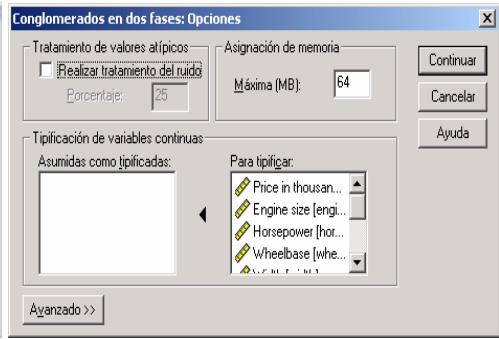 Conglomerados en dos fases: Opciones
Tratamiento de valores atípicos
Realizar tratamiento del ruido
Porcentaje: 25
Asignación de memoria
Máxima (MB): 64
Continuar
Cancelar
Ayuda
Tipificación de variables continuas
Asumidas como tipificadas:
Para tipificar:
Price in thousan...
Engine size [engi...
Horsepower [hor...
Wheelbase [whe...
Avanzado >>